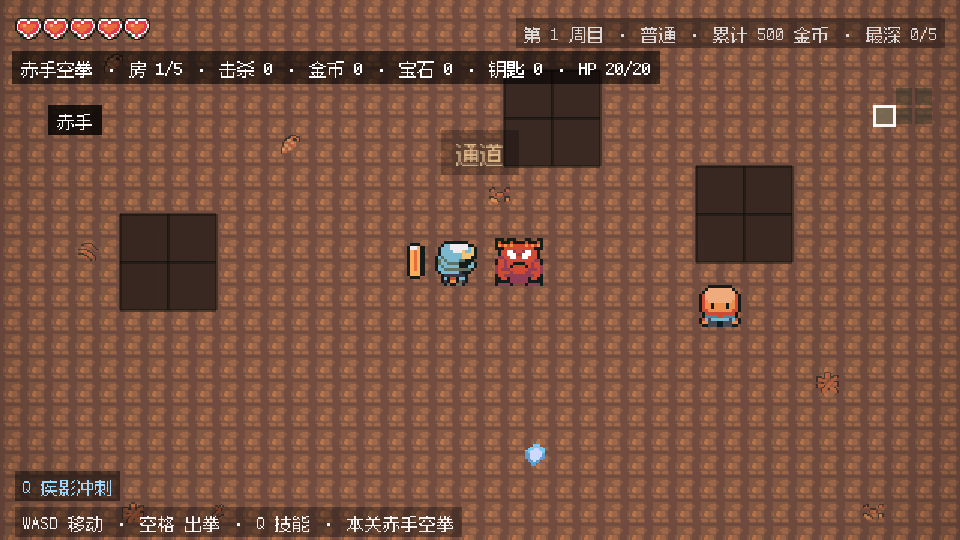 第 1 周目 · 普通 · 累计 500 金币 · 最深 0/5
赤手空拳 · 房 1/5 · 击杀 0 · 金币 0 · 宝石 0 · 钥匙 0 · HP 20/20
赤手
通道
Q 疾影冲刺
WASD 移动 · 空格 出拳 · Q 技能 · 本关赤手空拳